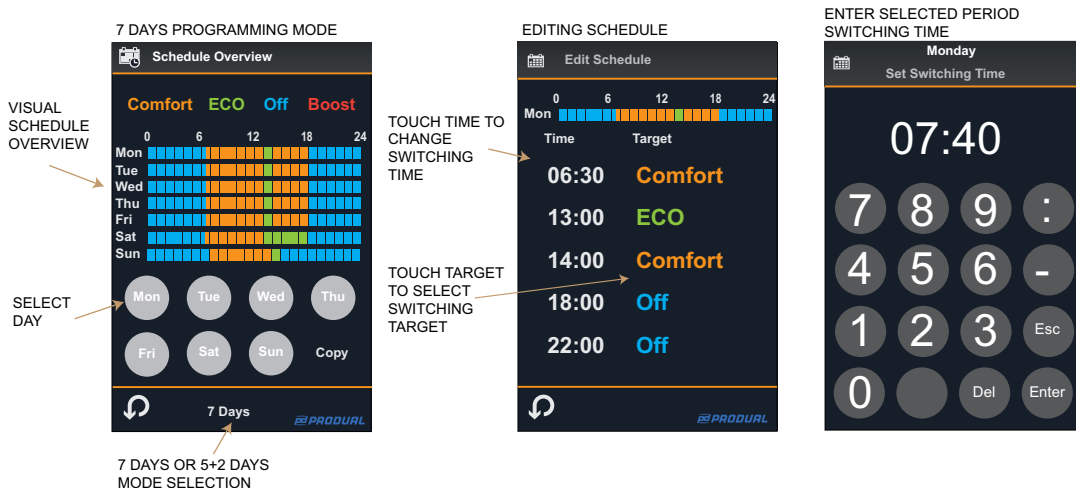 7 DAYS PROGRAMMING MODE
Schedule Overview
Comfort ECO Off Boost
0 6 12 18 24
Mon
Tue
Wed
Thu
Fri
Sat
Sun
Mon Tue Wed Thu
Fri Sat Sun Copy
7 Days
PRODUAL
VISUAL
SCHEDULE
OVERVIEW
SELECT
DAY
7 DAYS OR 5+2 DAYS
MODE SELECTION
EDITING SCHEDULE
Edit Schedule
0 6 12 18 24
Mon
Time Target
06:30 Comfort
13:00 ECO
14:00 Comfort
18:00 Off
22:00 Off
PRODUAL
TOUCH TIME TO
CHANGE
SWITCHING
TIME
TOUCH TARGET
TO SELECT
SWITCHING
TARGET
ENTER SELECTED PERIOD
SWITCHING TIME
Monday
Set Switching Time
07:40
7 8 9 :
4 5 6 -
1 2 3 Esc
0 Del Enter